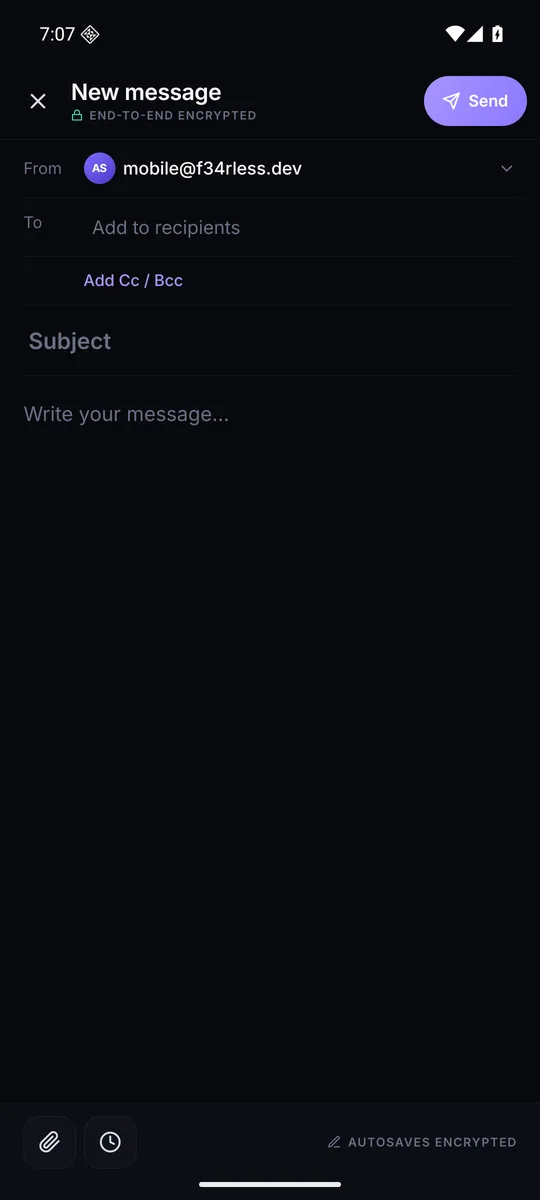 7:07
New message
END-TO-END ENCRYPTED
Send
From AS mobile@f34rless.dev
To Add to recipients
Add Cc / Bcc
Subject
Write your message...
AUTOSAVES ENCRYPTED